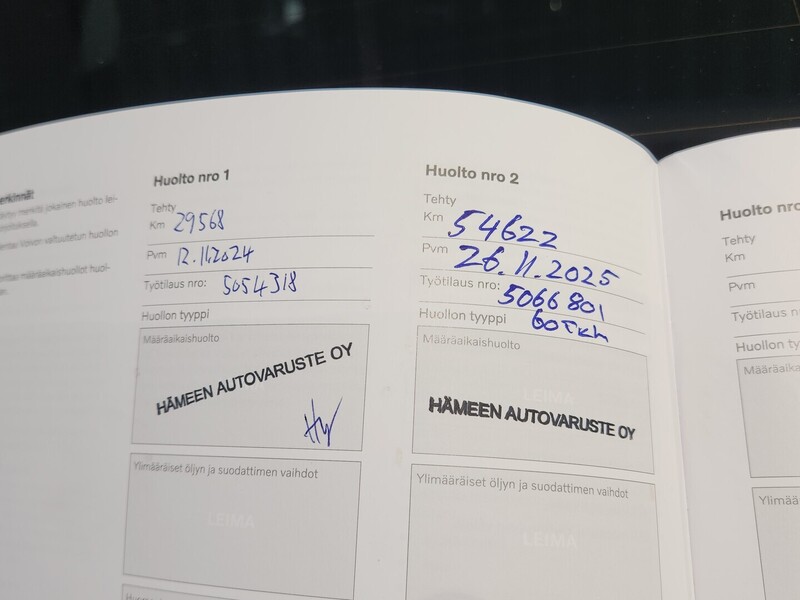 Huolto nro 1
Tehty
Km 29568
Pvm 12.11.2024
Työtilaus nro: 5054318
Huollon tyyppi
Määräaikaishuolto
HÄMEEN AUTOVARUSTE OY
Ylimääräiset öljyn ja suodattimen vaihdot
LEIMA
Huolto nro 2
Tehty
Km 54622
Pvm 26.11.2025
Työtilaus nro: 5066801
Huollon tyyppi 60Tkm
Määräaikaishuolto
LEIMA
HÄMEEN AUTOVARUSTE OY
Ylimääräiset öljyn ja suodattimen vaihdot
LEIMA
Huolto nro
Tehty
Km
Pvm
Työtilaus n
Huollon ty
Määräaika
Ylimää